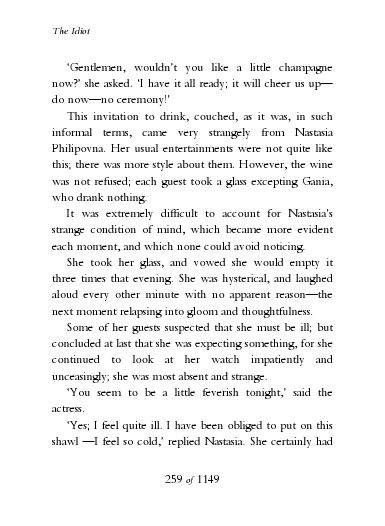 The Idiot
‘Gentlemen, wouldn’t you like a little champagne
now?’ she asked. ‘I have it all ready; it will cheer us up—
do now—no ceremony!’
This invitation to drink, couched, as it was, in such
informal terms, came very strangely from Nastasia
Philipovna. Her usual entertainments were not quite like
this; there was more style about them. However, the wine
was not refused; each guest took a glass excepting Gania,
who drank nothing.
It was extremely difficult to account for Nastasia’s
strange condition of mind, which became more evident
each moment, and which none could avoid noticing.
She took her glass, and vowed she would empty it
three times that evening. She was hysterical, and laughed
aloud every other minute with no apparent reason—the
next moment relapsing into gloom and thoughtfulness.
Some of her guests suspected that she must be ill; but
concluded at last that she was expecting something, for she
continued to look at her watch impatiently and
unceasingly; she was most absent and strange.
‘You seem to be a little feverish tonight,’ said the
actress.
‘Yes; I feel quite ill. I have been obliged to put on this
shawl —I feel so cold,’ replied Nastasia. She certainly had
259 of 1149